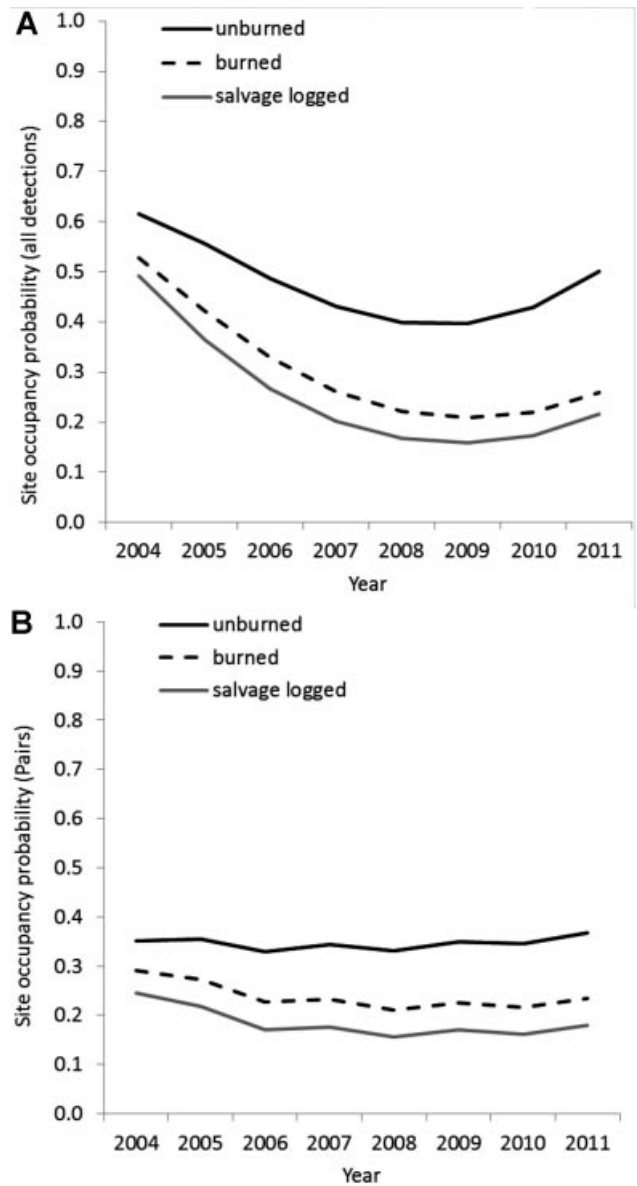 A
unburned
burned
salvage logged
Site occupancy probability (all detections)
1.0
0.9
0.8
0.7
0.6
0.5
0.4
0.3
0.2
0.1
0.0
2004 2005 2006 2007 2008 2009 2010 2011
Year
B
unburned
burned
salvage logged
Site occupancy probability (Pairs)
1.0
0.9
0.8
0.7
0.6
0.5
0.4
0.3
0.2
0.1
0.0
2004 2005 2006 2007 2008 2009 2010 2011
Year